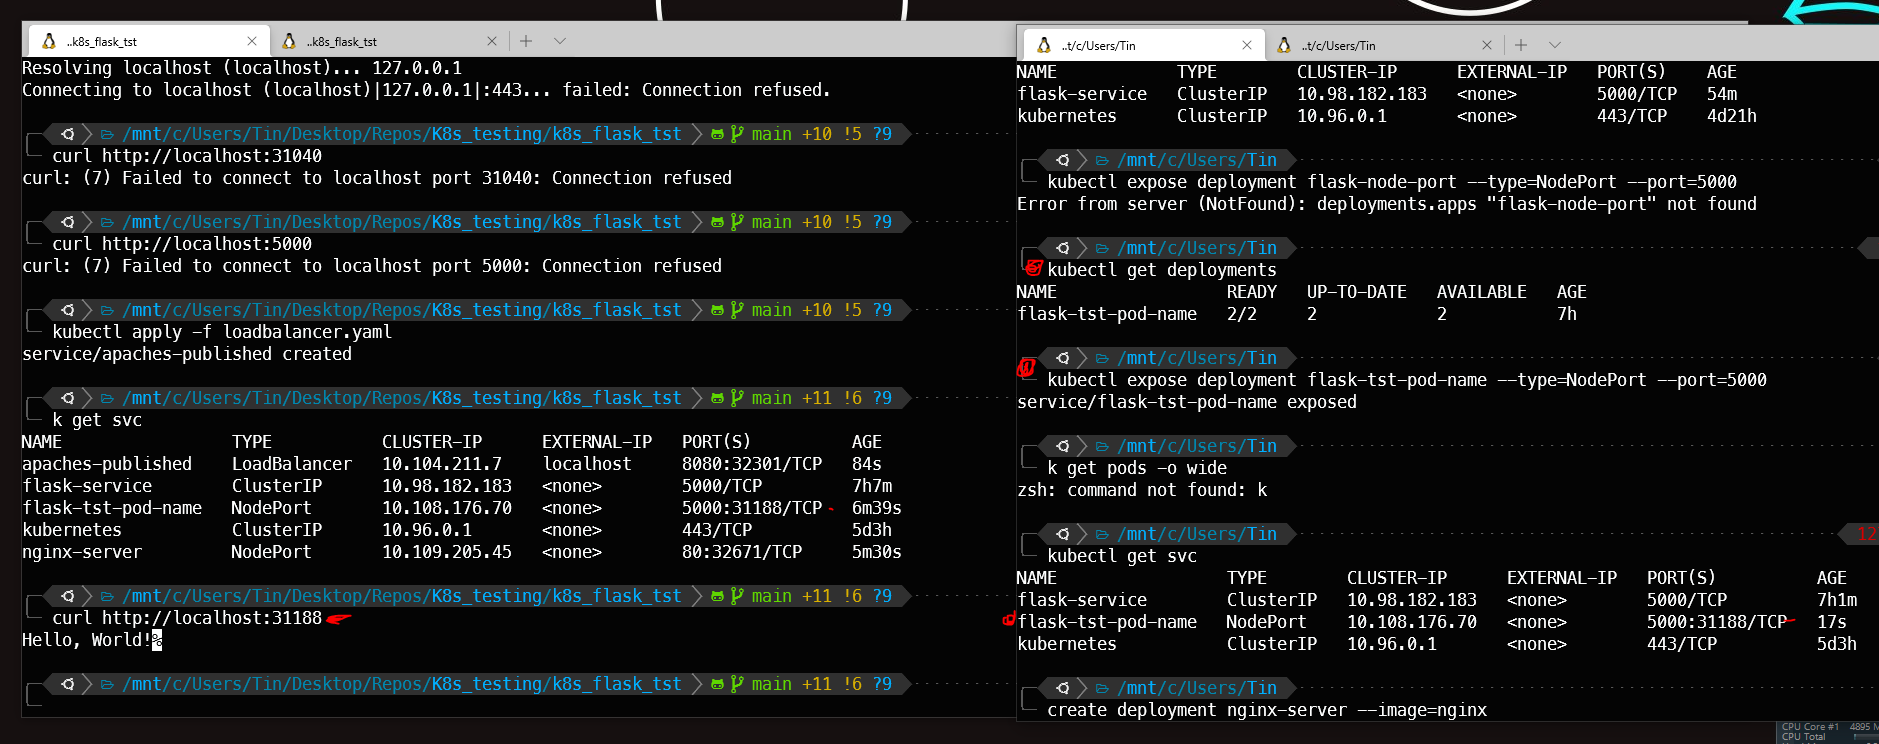 ..k8s_flask_tst
..k8s_flask_tst
Resolving localhost (localhost)... 127.0.0.1
Connecting to localhost (localhost)|127.0.0.1|:443... failed: Connection refused.
/mnt/c/Users/Tin/Desktop/Repos/K8s_testing/k8s_flask_tst main +10 !5 ?9
curl http://localhost:31040
curl: (7) Failed to connect to localhost port 31040: Connection refused
/mnt/c/Users/Tin/Desktop/Repos/K8s_testing/k8s_flask_tst main +10 !5 ?9
curl http://localhost:5000
curl: (7) Failed to connect to localhost port 5000: Connection refused
/mnt/c/Users/Tin/Desktop/Repos/K8s_testing/k8s_flask_tst main +10 !5 ?9
kubectl apply -f loadbalancer.yaml
service/apaches-published created
/mnt/c/Users/Tin/Desktop/Repos/K8s_testing/k8s_flask_tst main +11 !6 ?9
k get svc
NAME TYPE CLUSTER-IP EXTERNAL-IP PORT(S) AGE
apaches-published LoadBalancer 10.104.211.7 localhost 8080:32301/TCP 84s
flask-service ClusterIP 10.98.182.183 <none> 5000/TCP 7h7m
flask-tst-pod-name NodePort 10.108.176.70 <none> 5000:31188/TCP 6m39s
kubernetes ClusterIP 10.96.0.1 <none> 443/TCP 5d3h
nginx-server NodePort 10.109.205.45 <none> 80:32671/TCP 5m30s
/mnt/c/Users/Tin/Desktop/Repos/K8s_testing/k8s_flask_tst main +11 !6 ?9
curl http://localhost:31188
Hello, World!%
/mnt/c/Users/Tin/Desktop/Repos/K8s_testing/k8s_flask_tst main +11 !6 ?9
..t/c/Users/Tin
..t/c/Users/Tin
NAME TYPE CLUSTER-IP EXTERNAL-IP PORT(S) AGE
flask-service ClusterIP 10.98.182.183 <none> 5000/TCP 54m
kubernetes ClusterIP 10.96.0.1 <none> 443/TCP 4d21h
/mnt/c/Users/Tin
kubectl expose deployment flask-node-port --type=NodePort --port=5000
Error from server (NotFound): deployments.apps "flask-node-port" not found
/mnt/c/Users/Tin
kubectl get deployments
NAME READY UP-TO-DATE AVAILABLE AGE
flask-tst-pod-name 2/2 2 2 7h
/mnt/c/Users/Tin
kubectl expose deployment flask-tst-pod-name --type=NodePort --port=5000
service/flask-tst-pod-name exposed
/mnt/c/Users/Tin
k get pods -o wide
zsh: command not found: k
/mnt/c/Users/Tin 12
kubectl get svc
NAME TYPE CLUSTER-IP EXTERNAL-IP PORT(S) AGE
flask-service ClusterIP 10.98.182.183 <none> 5000/TCP 7h1m
flask-tst-pod-name NodePort 10.108.176.70 <none> 5000:31188/TCP 17s
kubernetes ClusterIP 10.96.0.1 <none> 443/TCP 5d3h
/mnt/c/Users/Tin
create deployment nginx-server --image=nginx
CPU Core #1 4895 M
CPU Total